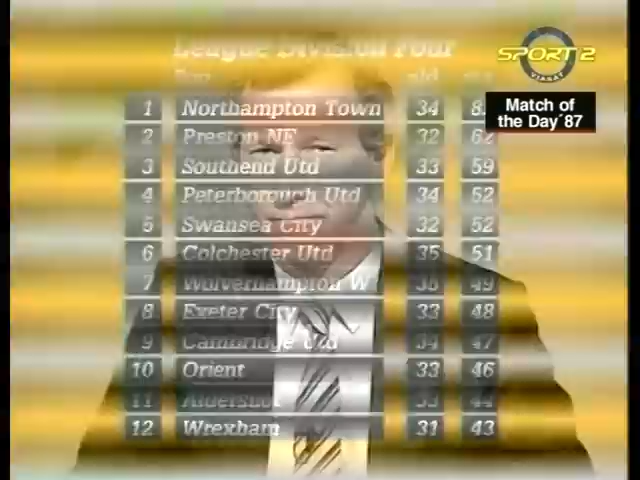 League Division Four
SPORT 2
VIASAT
Match of
the Day´87
1 Northampton Town 34
2 Preston NE 32 62
3 Southend Utd 33 59
4 Peterborough Utd 34 52
5 Swansea City 32 52
6 Colchester Utd 35 51
7 Wolverhampton W 49
8 Exeter City 33 48
9 Cambridge Utd 34 47
10 Orient 33 46
11 Aldershot 33 44
12 Wrexham 31 43